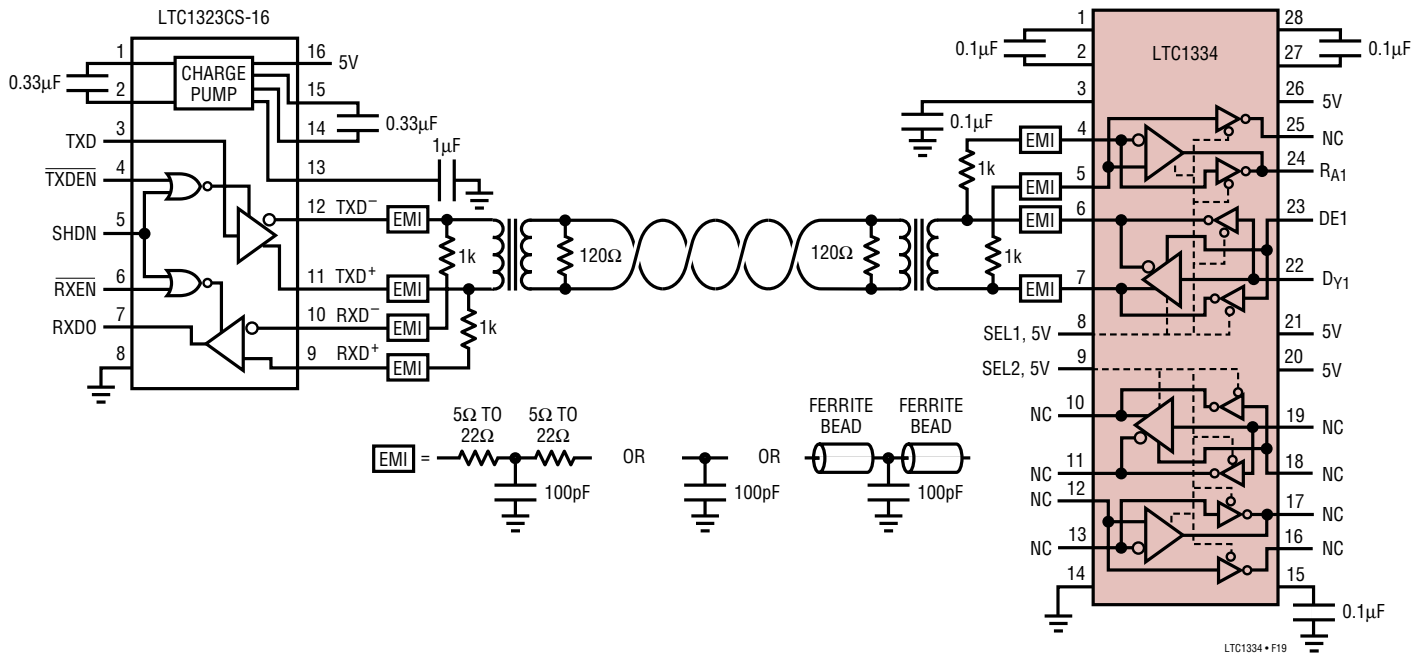 LTC1323CS-16
CHARGE
PUMP
0.33µF
1
2
3
4
5
6
7
8
TXD
TXDEN
SHDN
RXEN
RXDO
16
5V
15
14
0.33µF
13
1µF
12
TXD–
11
TXD+
10
RXD–
9
RXD+
EMI
EMI
EMI
EMI
1k
1k
120Ω
120Ω
1k
1k
EMI
EMI
EMI
EMI
LTC1334
0.1µF
1
2
3
0.1µF
4
5
6
7
SEL1, 5V
8
SEL2, 5V
9
NC
10
NC
11
NC
12
NC
13
14
28
27
0.1µF
26
5V
25
NC
24
RA1
23
DE1
22
DY1
21
5V
20
5V
19
NC
18
NC
17
NC
16
NC
15
0.1µF
EMI =
5Ω TO
22Ω
5Ω TO
22Ω
100pF
OR
100pF
OR
FERRITE
BEAD
FERRITE
BEAD
100pF
LTC1334 • F19